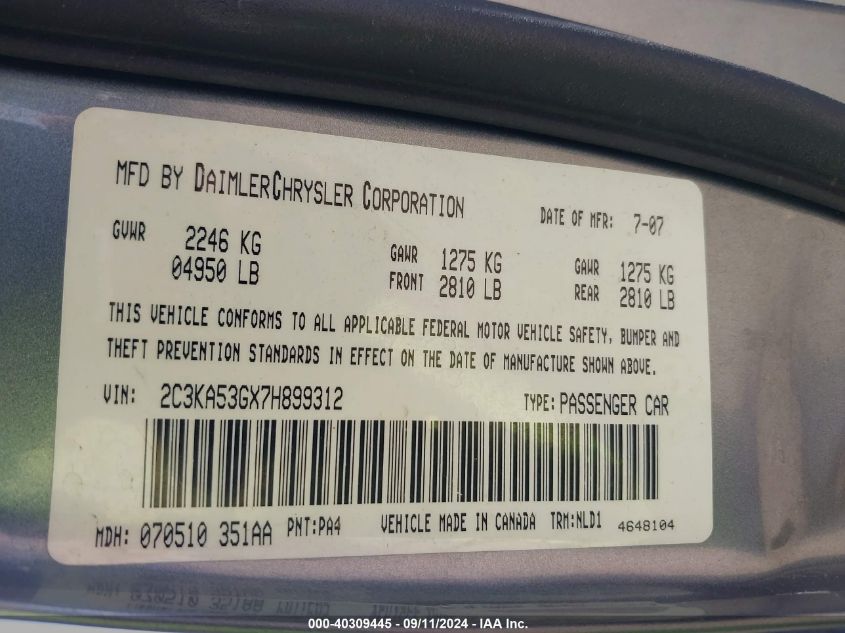 MFD BY DAIMLERCHRYSLER CORPORATION DATE OF MFR: 7-07
GVWR 2246 KG GAWR 1275 KG GAWR 1275 KG
04950 LB FRONT 2810 LB REAR 2810 LB
THIS VEHICLE CONFORMS TO ALL APPLICABLE FEDERAL MOTOR VEHICLE SAFETY, BUMPER AND
THEFT PREVENTION STANDARDS IN EFFECT ON THE DATE OF MANUFACTURE SHOWN ABOVE.
VIN: 2C3KA53GX7H899312 TYPE: PASSENGER CAR
MDH: 070510 351AA PNT:PA4 VEHICLE MADE IN CANADA TRM:NLD1 4648104
000-40309445 - 09/11/2024 - IAA Inc.